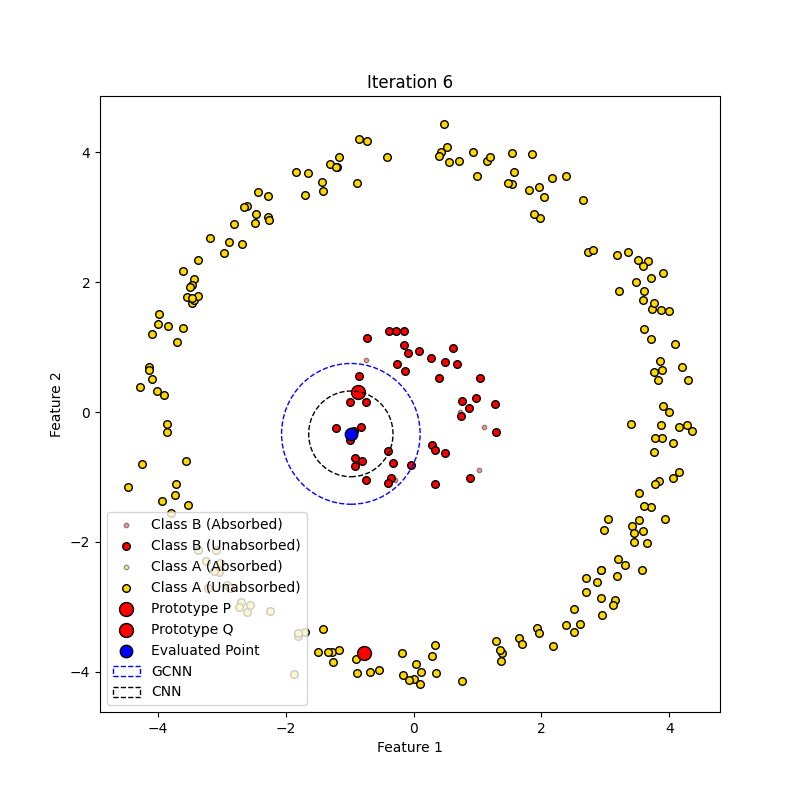 Iteration 6
4
2
0
−2
−4
Feature 2
Class B (Absorbed)
Class B (Unabsorbed)
Class A (Absorbed)
Class A (Unabsorbed)
Prototype P
Prototype Q
Evaluated Point
GCNN
CNN
−4 −2 0 2 4
Feature 1